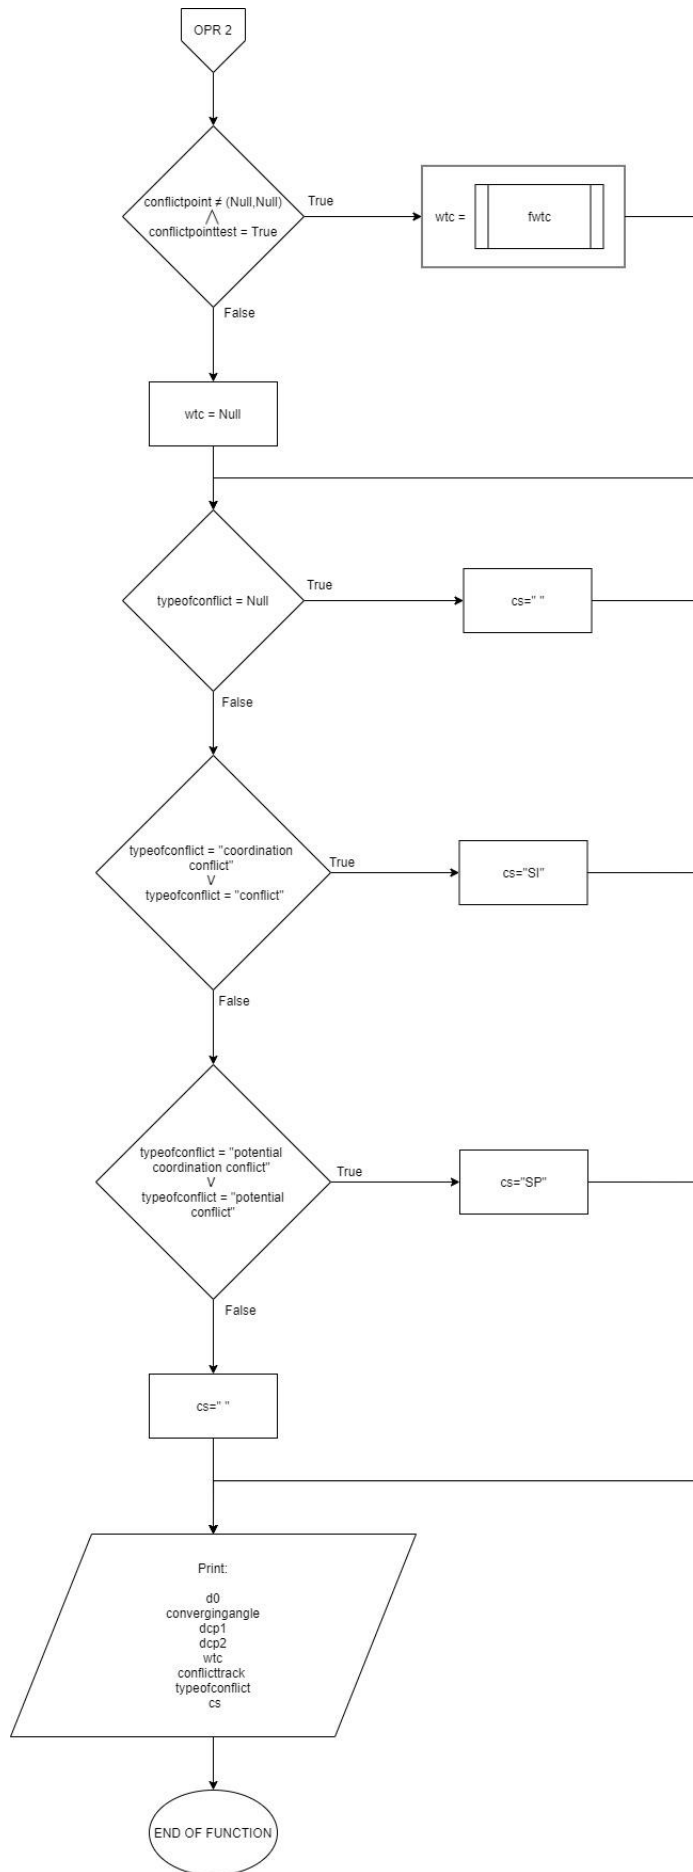 OPR 2
conflictpoint ≠ (Null,Null)
⋀
conflictpointtest = True
True
wtc =
fwtc
False
wtc = Null
typeofconflict = Null
True
cs=" "
False
typeofconflict = "coordination
conflict"
V
typeofconflict = "conflict"
True
cs="SI"
False
typeofconflict = "potential
coordination conflict"
V
typeofconflict = "potential
conflict"
True
cs="SP"
False
cs=" "
Print:
d0
convergingangle
dcp1
dcp2
wtc
conflicttrack
typeofconflict
cs
END OF FUNCTION